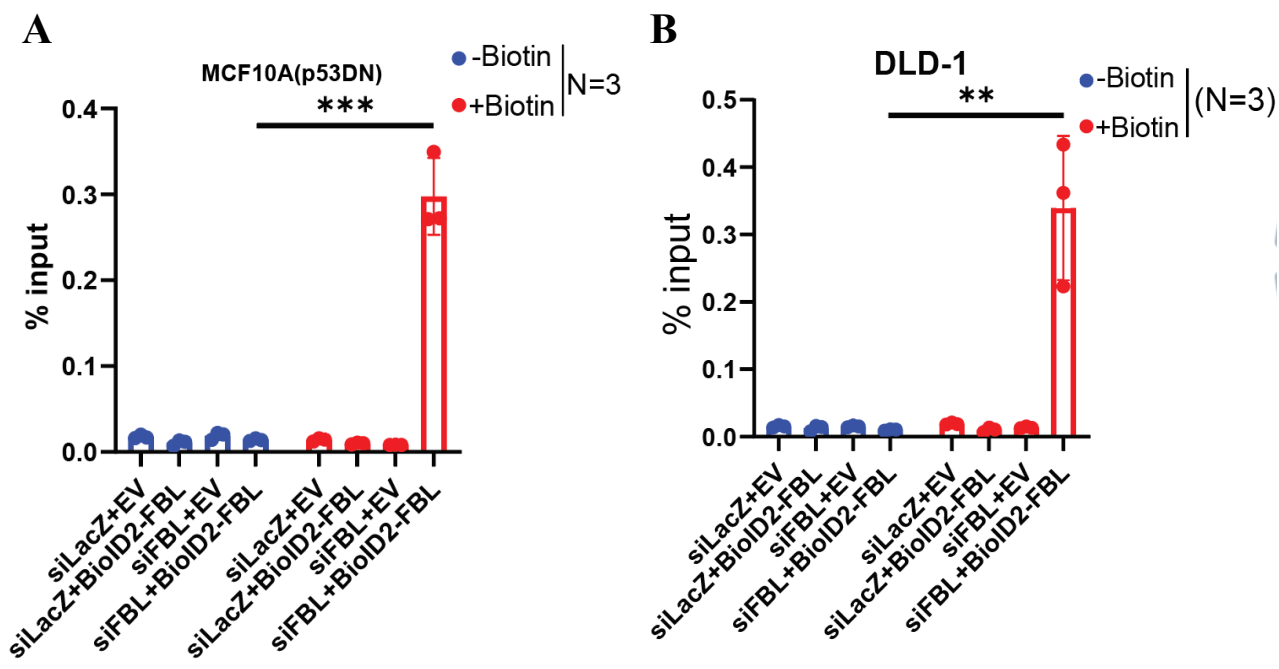 A
MCF10A(p53DN)
-Biotin
+Biotin
N=3
***
% input
0.4
0.3
0.2
0.1
0.0
siLacZ+EV
siLacZ+BioID2-FBL
siFBL+EV
siFBL+BioID2-FBL
siLacZ+EV
siLacZ+BioID2-FBL
siFBL+EV
siFBL+BioID2-FBL
B
DLD-1
-Biotin
+Biotin
(N=3)
**
% input
0.5
0.4
0.3
0.2
0.1
0.0
siLacZ+EV
siLacZ+BioID2-FBL
siFBL+EV
siFBL+BioID2-FBL
siLacZ+EV
siLacZ+BioID2-FBL
siFBL+EV
siFBL+BioID2-FBL